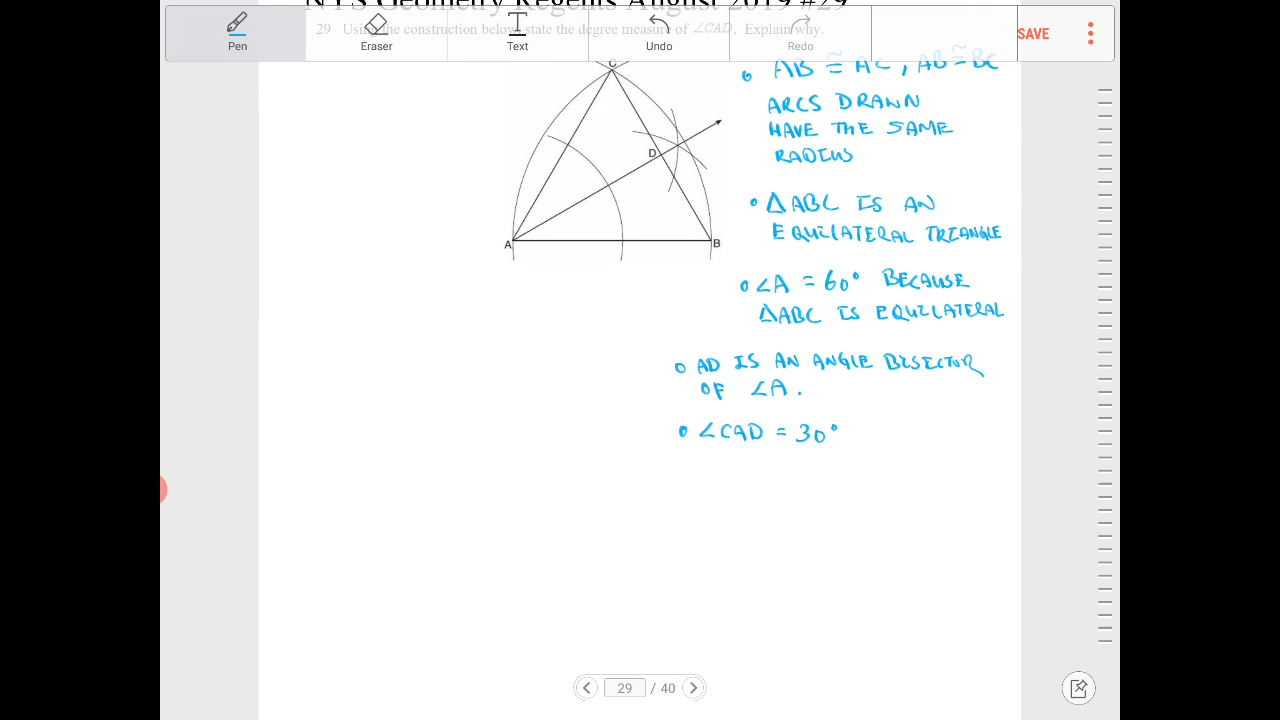 NYS Geometry Regents August 2019 #29
29 Using the construction below, state the degree measure of ∠CAD. Explain why.
Pen
Eraser
Text
Undo
Redo
SAVE
C
D
A
B
AB ≅ AC, AB ≅ BC
ARCS DRAWN
HAVE THE SAME
RADIUS
• △ABC IS AN
EQUILATERAL TRIANGLE
• ∠A = 60° BECAUSE
△ABC IS EQUILATERAL
• AD IS AN ANGLE BISECTOR
OF ∠A.
• ∠CAD = 30°
29 / 40